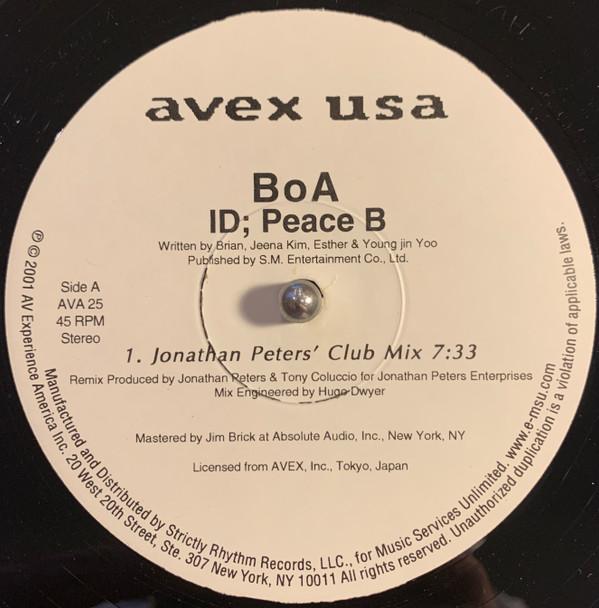 avex usa
BoA
ID; Peace B
Written by Brian, Jeena Kim, Esther & Young jin Yoo
Published by S.M. Entertainment Co., Ltd.
Side A
AVA 25
45 RPM
Stereo
1. Jonathan Peters' Club Mix 7:33
Remix Produced by Jonathan Peters & Tony Coluccio for Jonathan Peters Enterprises
Mix Engineered by Hugo Dwyer
Mastered by Jim Brick at Absolute Audio, Inc., New York, NY
Licensed from AVEX, Inc., Tokyo, Japan
Manufactured and Distributed by Strictly Rhythm Records, LLC., for Music Services Unlimited. www.e-msu.com
℗ © 2001 AV Experience America Inc. 20 West 20th Street, Ste. 307 New York, NY 10011 All rights reserved. Unauthorized duplication is a violation of applicable laws.